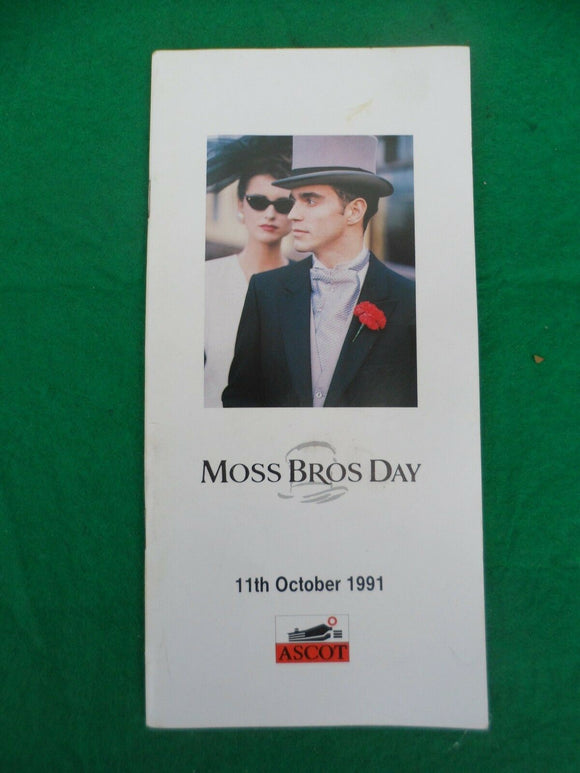 MOSS BROS DAY
11th October 1991
ASCOT